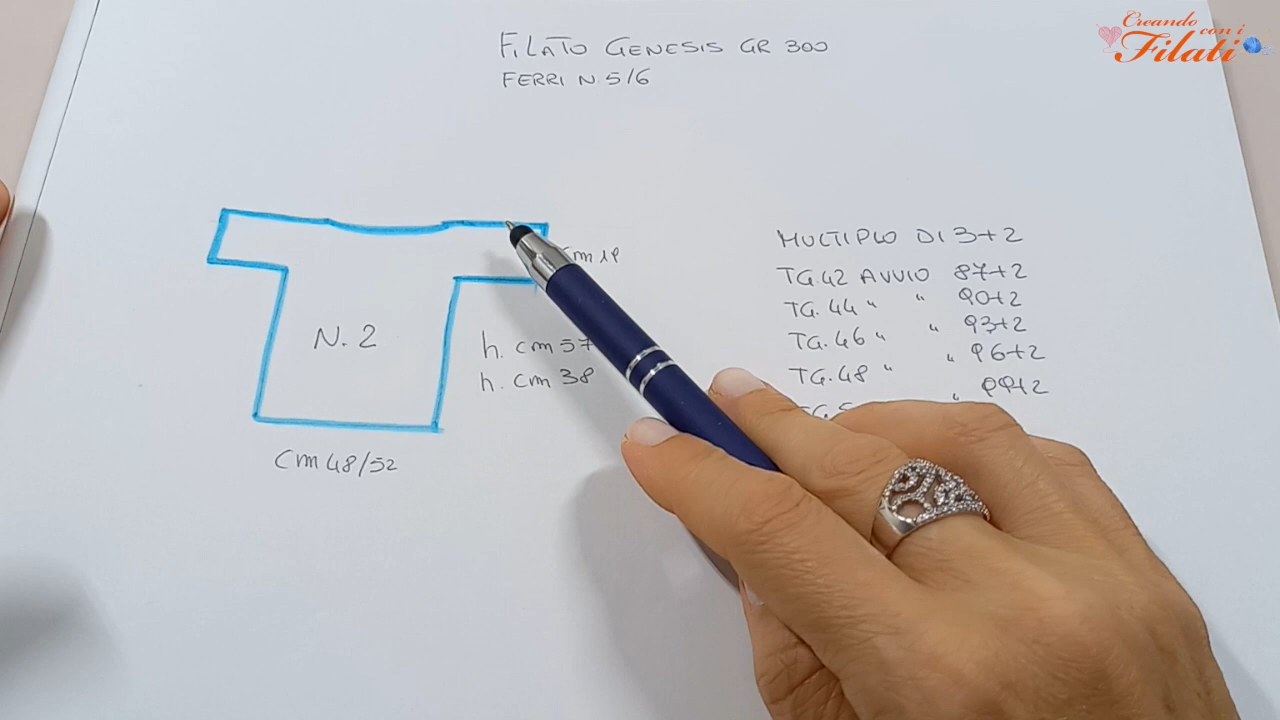 Creando
con i
Filati
FILATO GENESIS GR 300
FERRI N. 5/6
MULTIPLO DI 3+2
TG. 42 AVVIO 87+2
TG. 44 " " 90+2
TG. 46 " " 93+2
TG. 48 " " 96+2
" 99+2
N. 2
h. cm 57
h. cm 38
cm 48/52